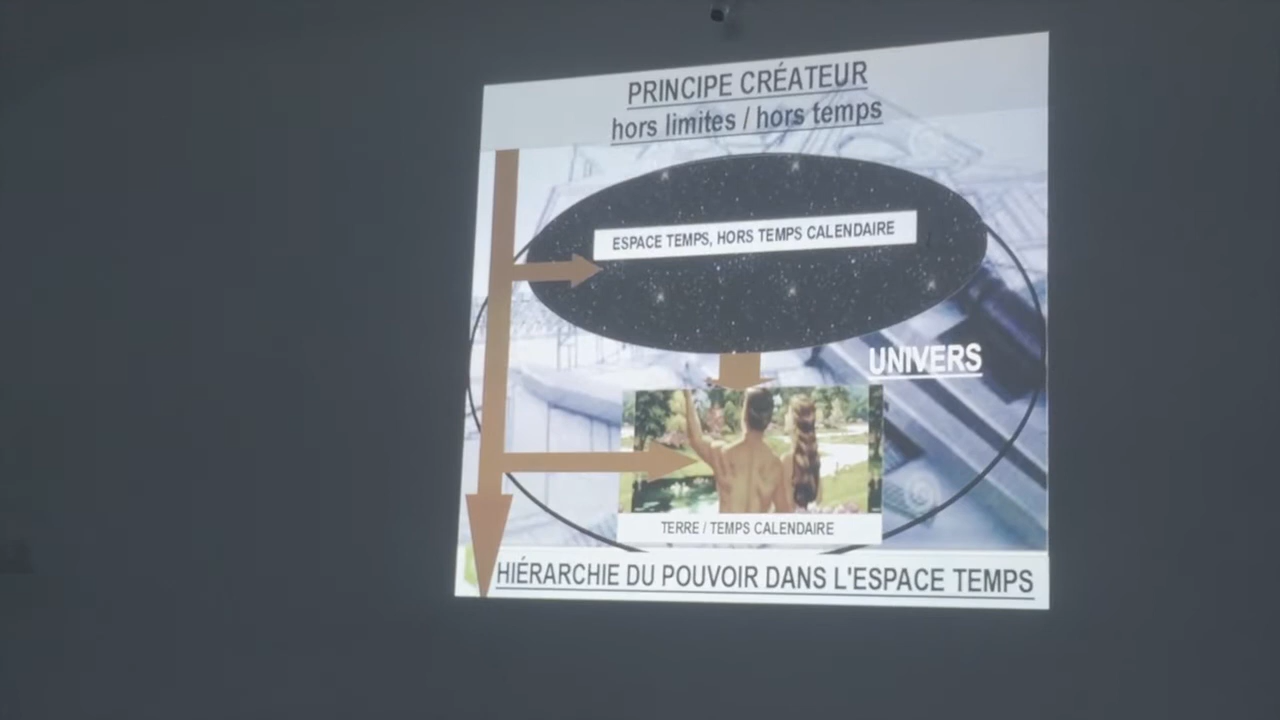 PRINCIPE CRÉATEUR
hors limites / hors temps
ESPACE TEMPS, HORS TEMPS CALENDAIRE
UNIVERS
TERRE / TEMPS CALENDAIRE
HIÉRARCHIE DU POUVOIR DANS L'ESPACE TEMPS